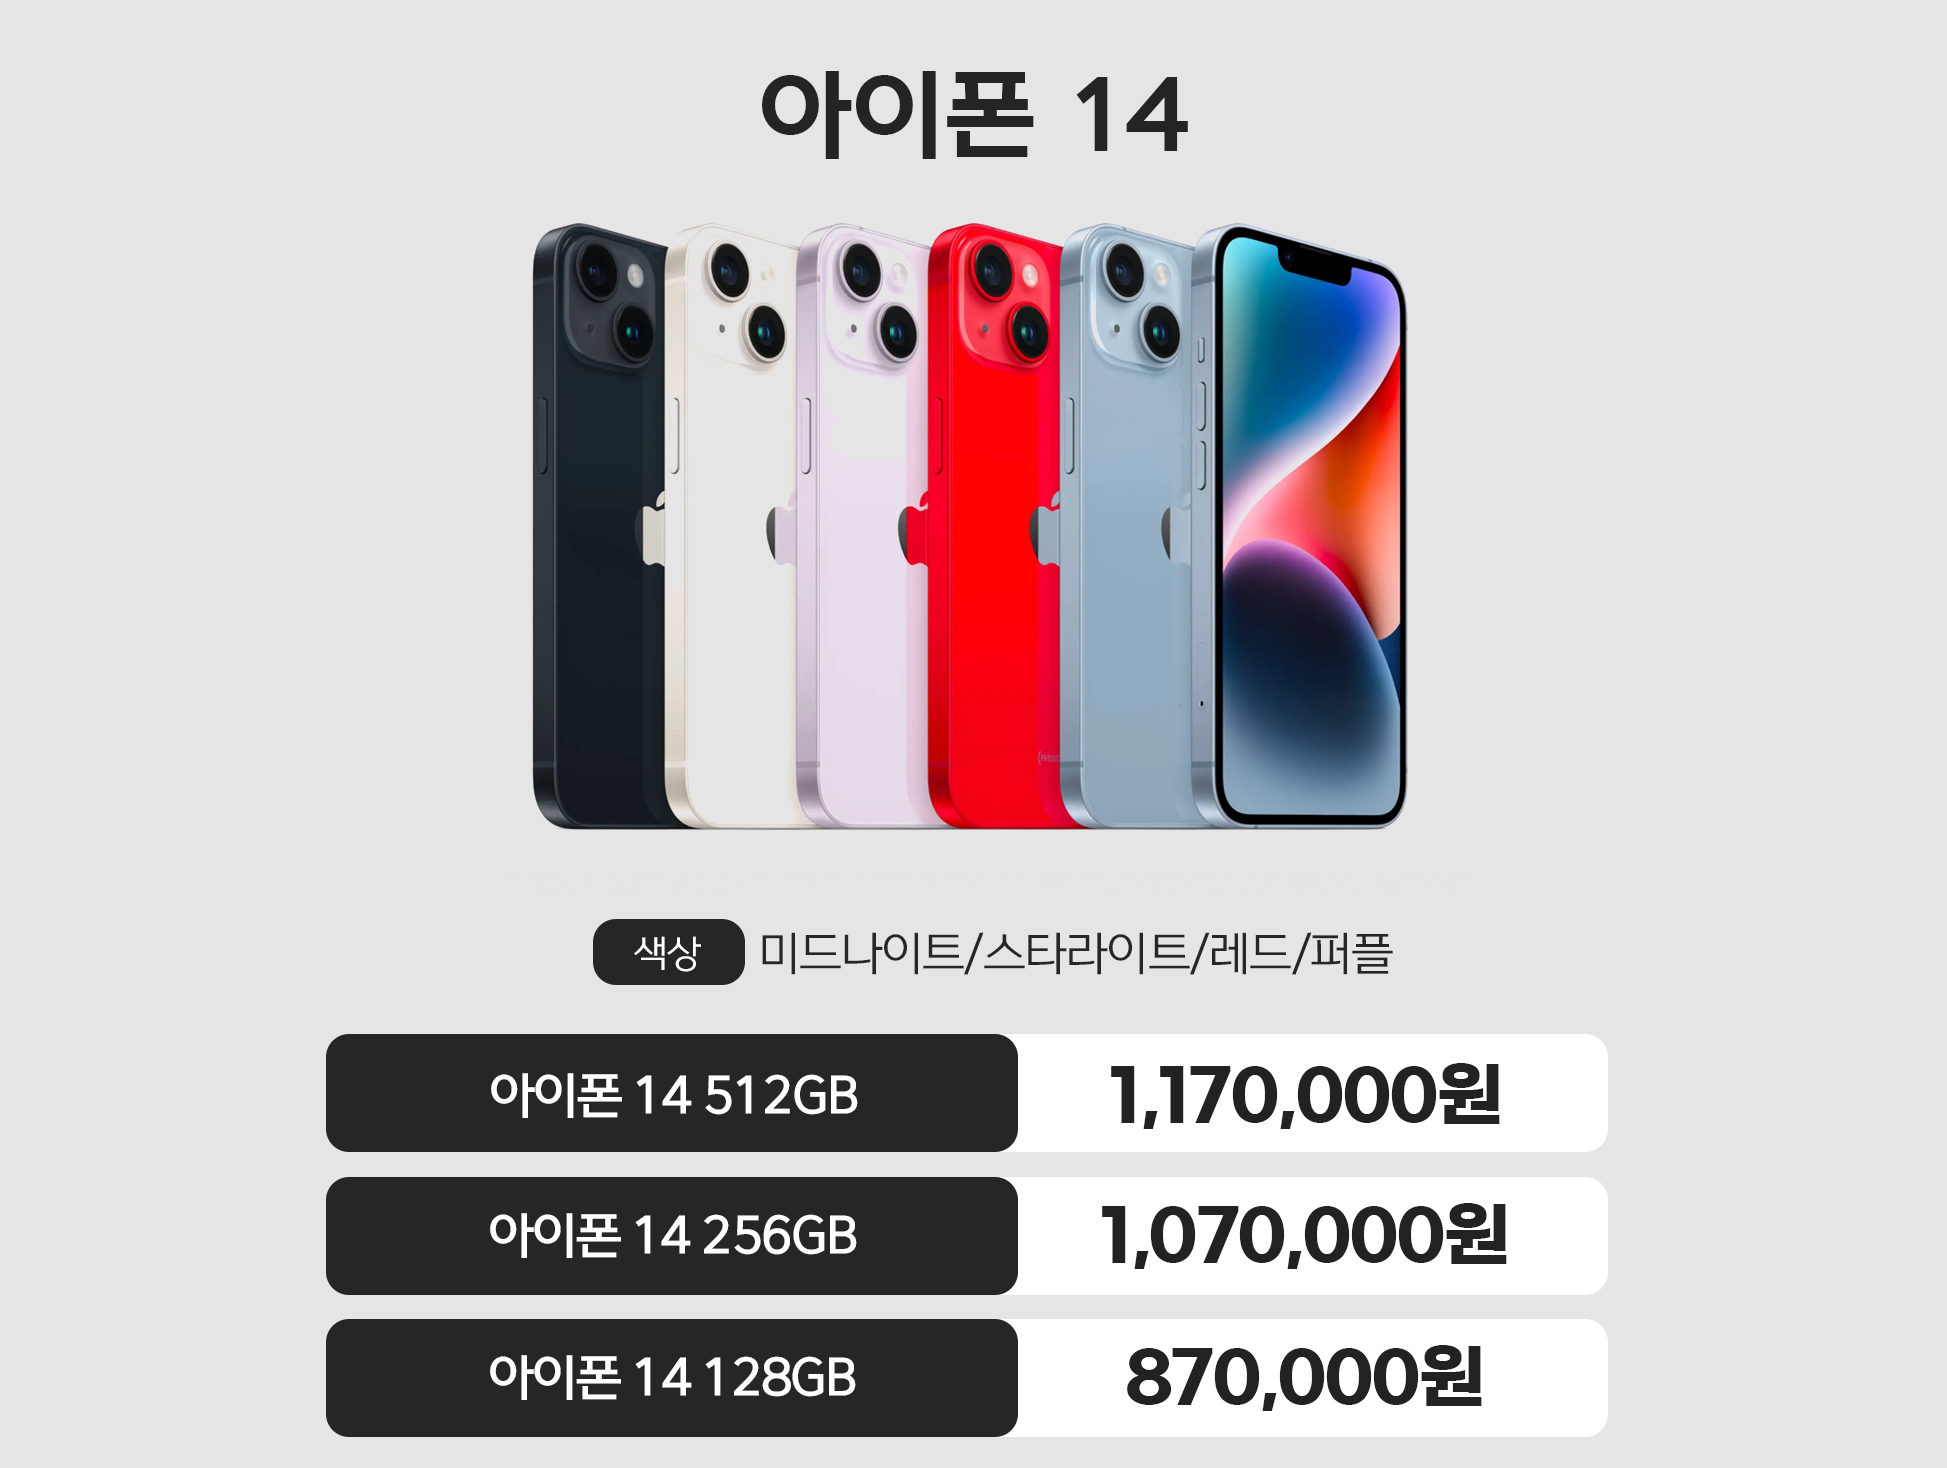 아이폰 14
색상 미드나이트/스타라이트/레드/퍼플
아이폰 14 512GB 1,170,000원
아이폰 14 256GB 1,070,000원
아이폰 14 128GB 870,000원